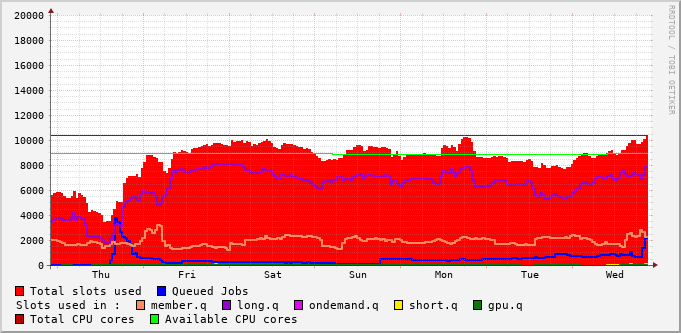 RRDTOOL / TOBI OETIKER
20000
18000
16000
14000
12000
10000
8000
6000
4000
2000
0
Thu Fri Sat Sun Mon Tue Wed
Total slots used Queued Jobs
Slots used in : member.q long.q ondemand.q short.q gpu.q
Total CPU cores Available CPU cores